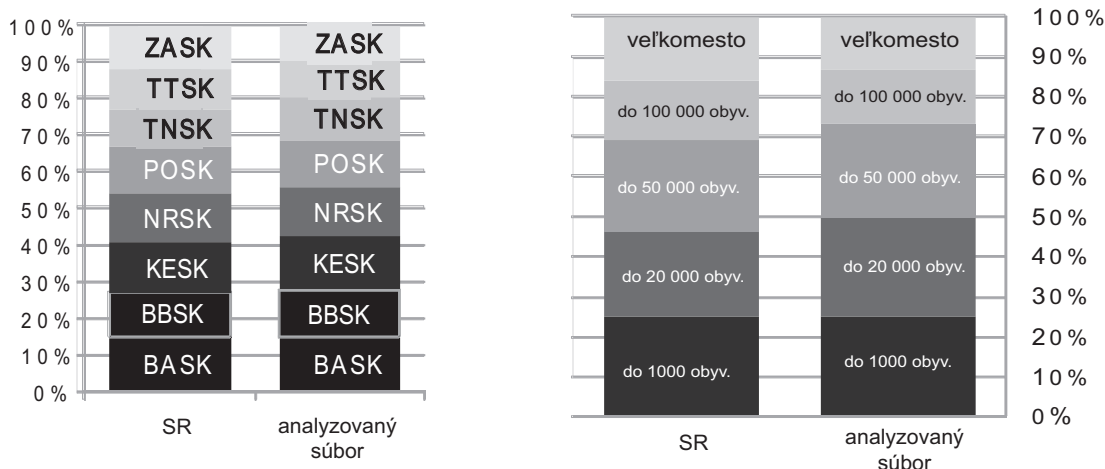 100%
90%
80%
70%
60%
50%
40%
30%
20%
10%
0%
ZASK
TTSK
TNSK
POSK
NRSK
KESK
BBSK
BASK
ZASK
TTSK
TNSK
POSK
NRSK
KESK
BBSK
BASK
SR
analyzovaný
súbor
veľkomesto
do 100 000 obyv.
do 50 000 obyv.
do 20 000 obyv.
do 1000 obyv.
veľkomesto
do 100 000 obyv.
do 50 000 obyv.
do 20 000 obyv.
do 1000 obyv.
100%
90%
80%
70%
60%
50%
40%
30%
20%
10%
0%
SR
analyzovaný
súbor